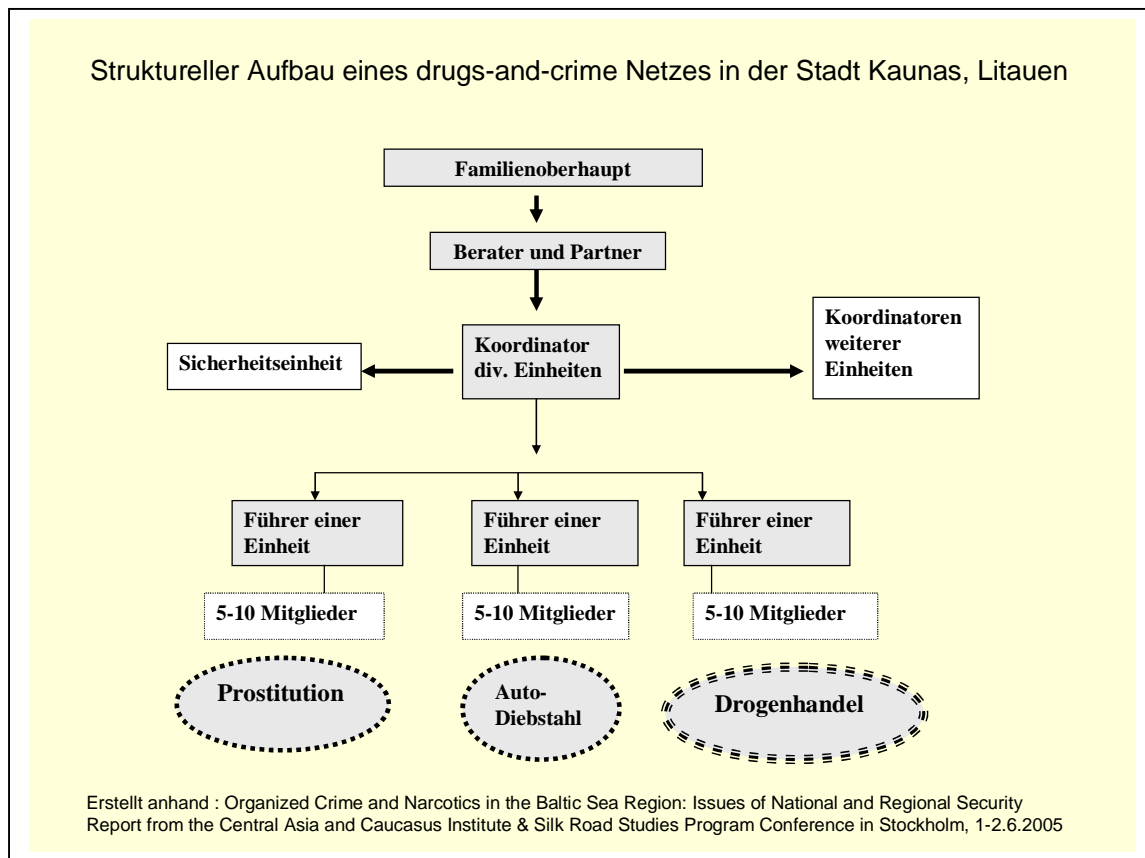 Struktureller Aufbau eines drugs-and-crime Netzes in der Stadt Kaunas, Litauen
Familienoberhaupt
Berater und Partner
Sicherheitseinheit
Koordinator
div. Einheiten
Koordinatoren
weiterer
Einheiten
Führer einer
Einheit
Führer einer
Einheit
Führer einer
Einheit
5-10 Mitglieder
5-10 Mitglieder
5-10 Mitglieder
Prostitution
Auto-
Diebstahl
Drogenhandel
Erstellt anhand : Organized Crime and Narcotics in the Baltic Sea Region: Issues of National and Regional Security
Report from the Central Asia and Caucasus Institute & Silk Road Studies Program Conference in Stockholm, 1-2.6.2005